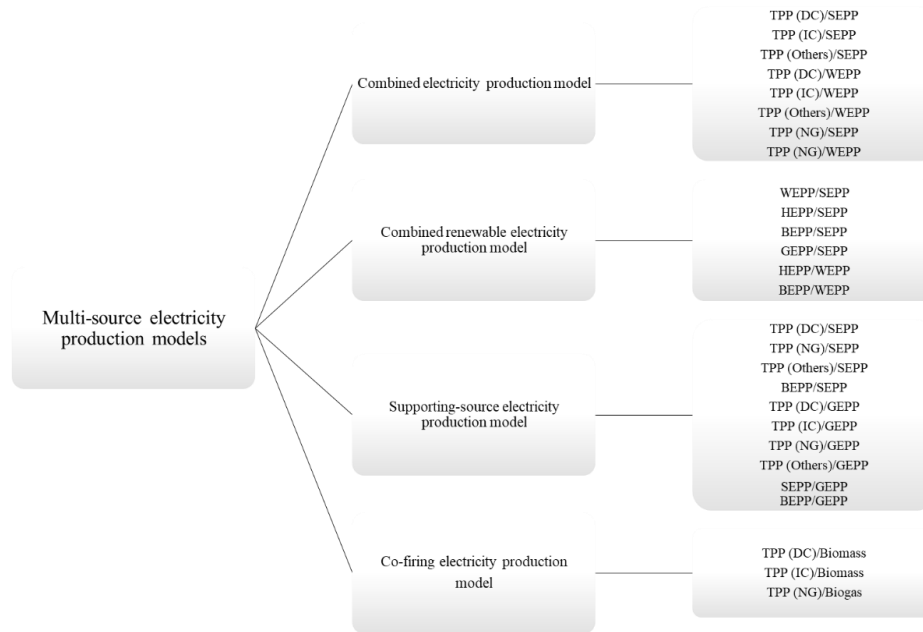 Multi-source electricity
production models
Combined electricity production model
TPP (DC)/SEPP
TPP (IC)/SEPP
TPP (Others)/SEPP
TPP (DC)/WEPP
TPP (IC)/WEPP
TPP (Others)/WEPP
TPP (NG)/SEPP
TPP (NG)/WEPP
Combined renewable electricity
production model
WEPP/SEPP
HEPP/SEPP
BEPP/SEPP
GEPP/SEPP
HEPP/WEPP
BEPP/WEPP
Supporting-source electricity
production model
TPP (DC)/SEPP
TPP (NG)/SEPP
TPP (Others)/SEPP
BEPP/SEPP
TPP (DC)/GEPP
TPP (IC)/GEPP
TPP (NG)/GEPP
TPP (Others)/GEPP
SEPP/GEPP
BEPP/GEPP
Co-firing electricity production
model
TPP (DC)/Biomass
TPP (IC)/Biomass
TPP (NG)/Biogas